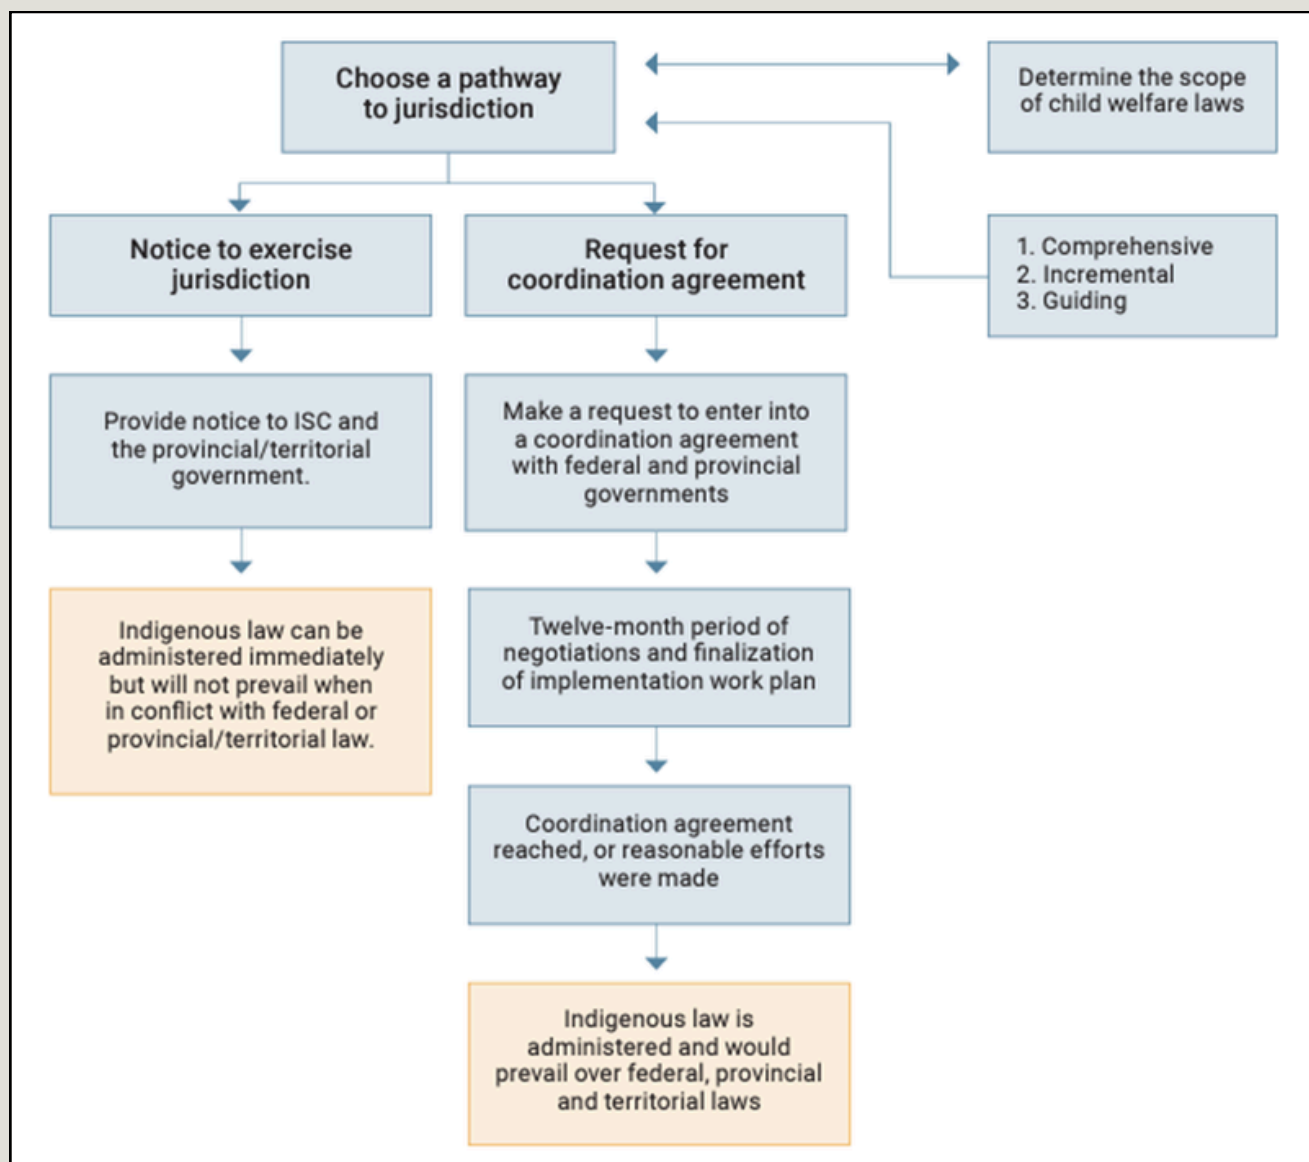 Choose a pathway
to jurisdiction
Determine the scope
of child welfare laws
1. Comprehensive
2. Incremental
3. Guiding
Notice to exercise
jurisdiction
Request for
coordination agreement
Provide notice to ISC and
the provincial/territorial
government.
Make a request to enter into
a coordination agreement
with federal and provincial
governments
Indigenous law can be
administered immediately
but will not prevail when
in conflict with federal or
provincial/territorial law.
Twelve-month period of
negotiations and finalization
of implementation work plan
Coordination agreement
reached, or reasonable efforts
were made
Indigenous law is
administered and would
prevail over federal, provincial
and territorial laws